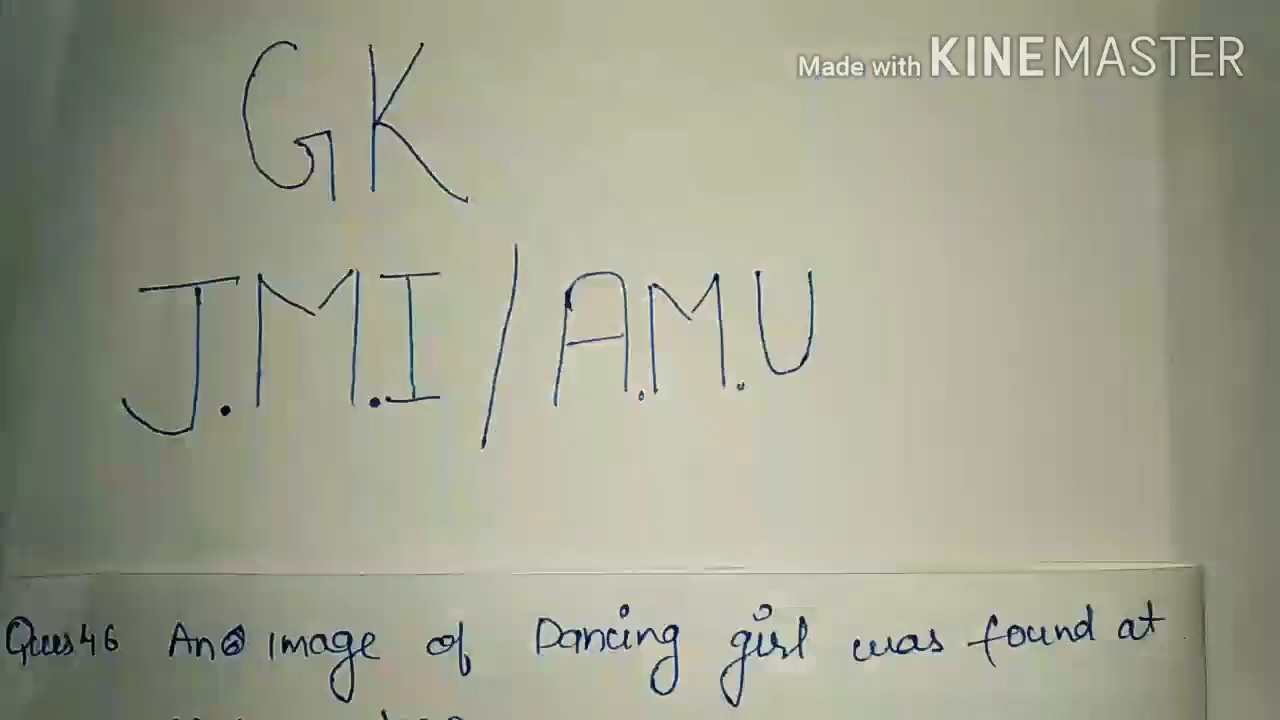 Made with KINEMASTER
GK
J.M.I/A.M.U
Ques 46 An image of Dancing girl was found at